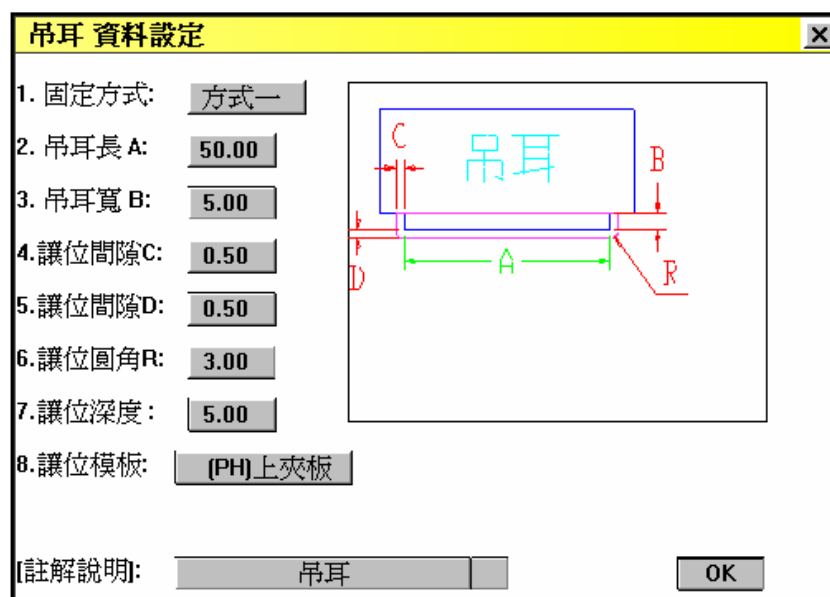 吊耳 資料設定
1. 固定方式: 方式一
2. 吊耳長 A: 50.00
3. 吊耳寬 B: 5.00
4.讓位間隙C: 0.50
5.讓位間隙D: 0.50
6.讓位圓角R: 3.00
7.讓位深度: 5.00
8.讓位模板: (PH)上夾板
C
吊耳
B
D
A
R
[註解說明]: 吊耳
OK